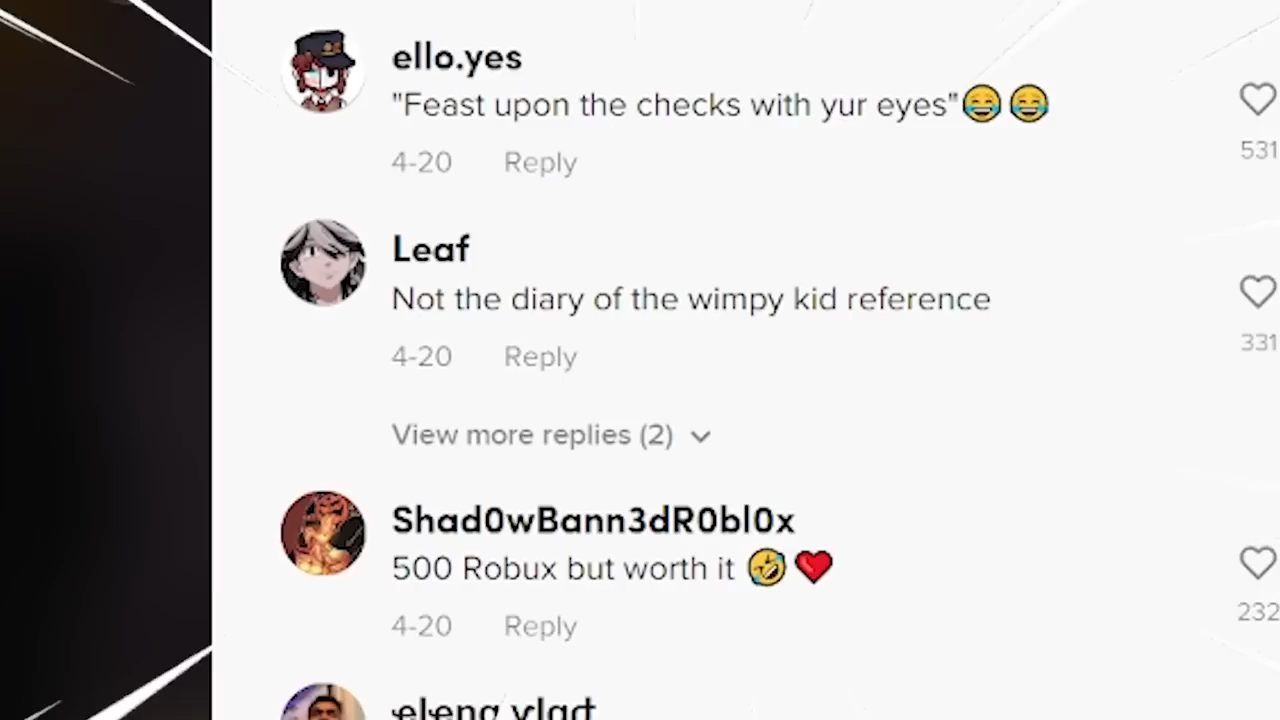 ello.yes
"Feast upon the checks with yur eyes"😂😂
4-20 Reply
531
Leaf
Not the diary of the wimpy kid reference
4-20 Reply
331
View more replies (2)
Shad0wBann3dR0bl0x
500 Robux but worth it 🤣❤️
4-20 Reply
232